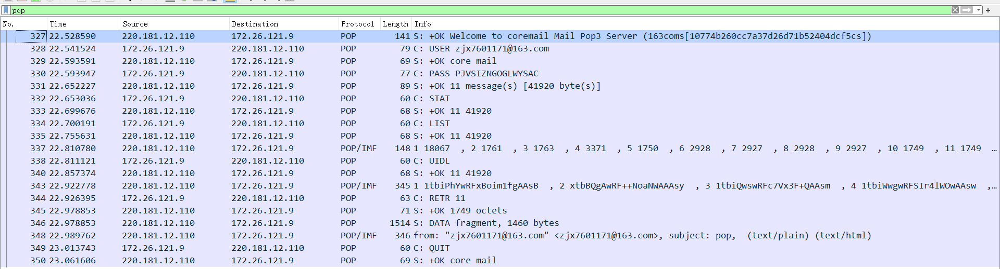 pop
No. Time Source Destination Protocol Length Info
327 22.528590 220.181.12.110 172.26.121.9 POP 141 S: +OK Welcome to coremail Mail Pop3 Server (163coms[10774b260cc7a37d26d71b52404dcf5cs])
328 22.541524 172.26.121.9 220.181.12.110 POP 79 C: USER zjx7601171@163.com
329 22.593591 220.181.12.110 172.26.121.9 POP 69 S: +OK core mail
330 22.593947 172.26.121.9 220.181.12.110 POP 77 C: PASS PJVSIZNGOGLWYSAC
331 22.652227 220.181.12.110 172.26.121.9 POP 89 S: +OK 11 message(s) [41920 byte(s)]
332 22.653036 172.26.121.9 220.181.12.110 POP 60 C: STAT
333 22.699676 220.181.12.110 172.26.121.9 POP 68 S: +OK 11 41920
334 22.700191 172.26.121.9 220.181.12.110 POP 60 C: LIST
335 22.755631 220.181.12.110 172.26.121.9 POP 68 S: +OK 11 41920
337 22.810780 220.181.12.110 172.26.121.9 POP/IMF 148 1 18067 , 2 1761 , 3 1763 , 4 3371 , 5 1750 , 6 2928 , 7 2927 , 8 2928 , 9 2927 , 10 1749 , 11 1749 …
338 22.811121 172.26.121.9 220.181.12.110 POP 60 C: UIDL
340 22.857374 220.181.12.110 172.26.121.9 POP 68 S: +OK 11 41920
343 22.922778 220.181.12.110 172.26.121.9 POP/IMF 345 1 1tbiPhYwRFxBoim1fgAAsB , 2 xtbBQgAwRF++NoaNWAAAsy , 3 1tbiQwswRFc7Vx3F+QAAsm , 4 1tbiWwgwRFSIr4lWOwAAsw ,…
344 22.926395 172.26.121.9 220.181.12.110 POP 63 C: RETR 11
345 22.978853 220.181.12.110 172.26.121.9 POP 71 S: +OK 1749 octets
346 22.978853 220.181.12.110 172.26.121.9 POP 1514 S: DATA fragment, 1460 bytes
348 22.989762 220.181.12.110 172.26.121.9 POP/IMF 346 from: "zjx7601171@163.com" <zjx7601171@163.com>, subject: pop, (text/plain) (text/html)
349 23.013743 172.26.121.9 220.181.12.110 POP 60 C: QUIT
350 23.061606 220.181.12.110 172.26.121.9 POP 69 S: +OK core mail